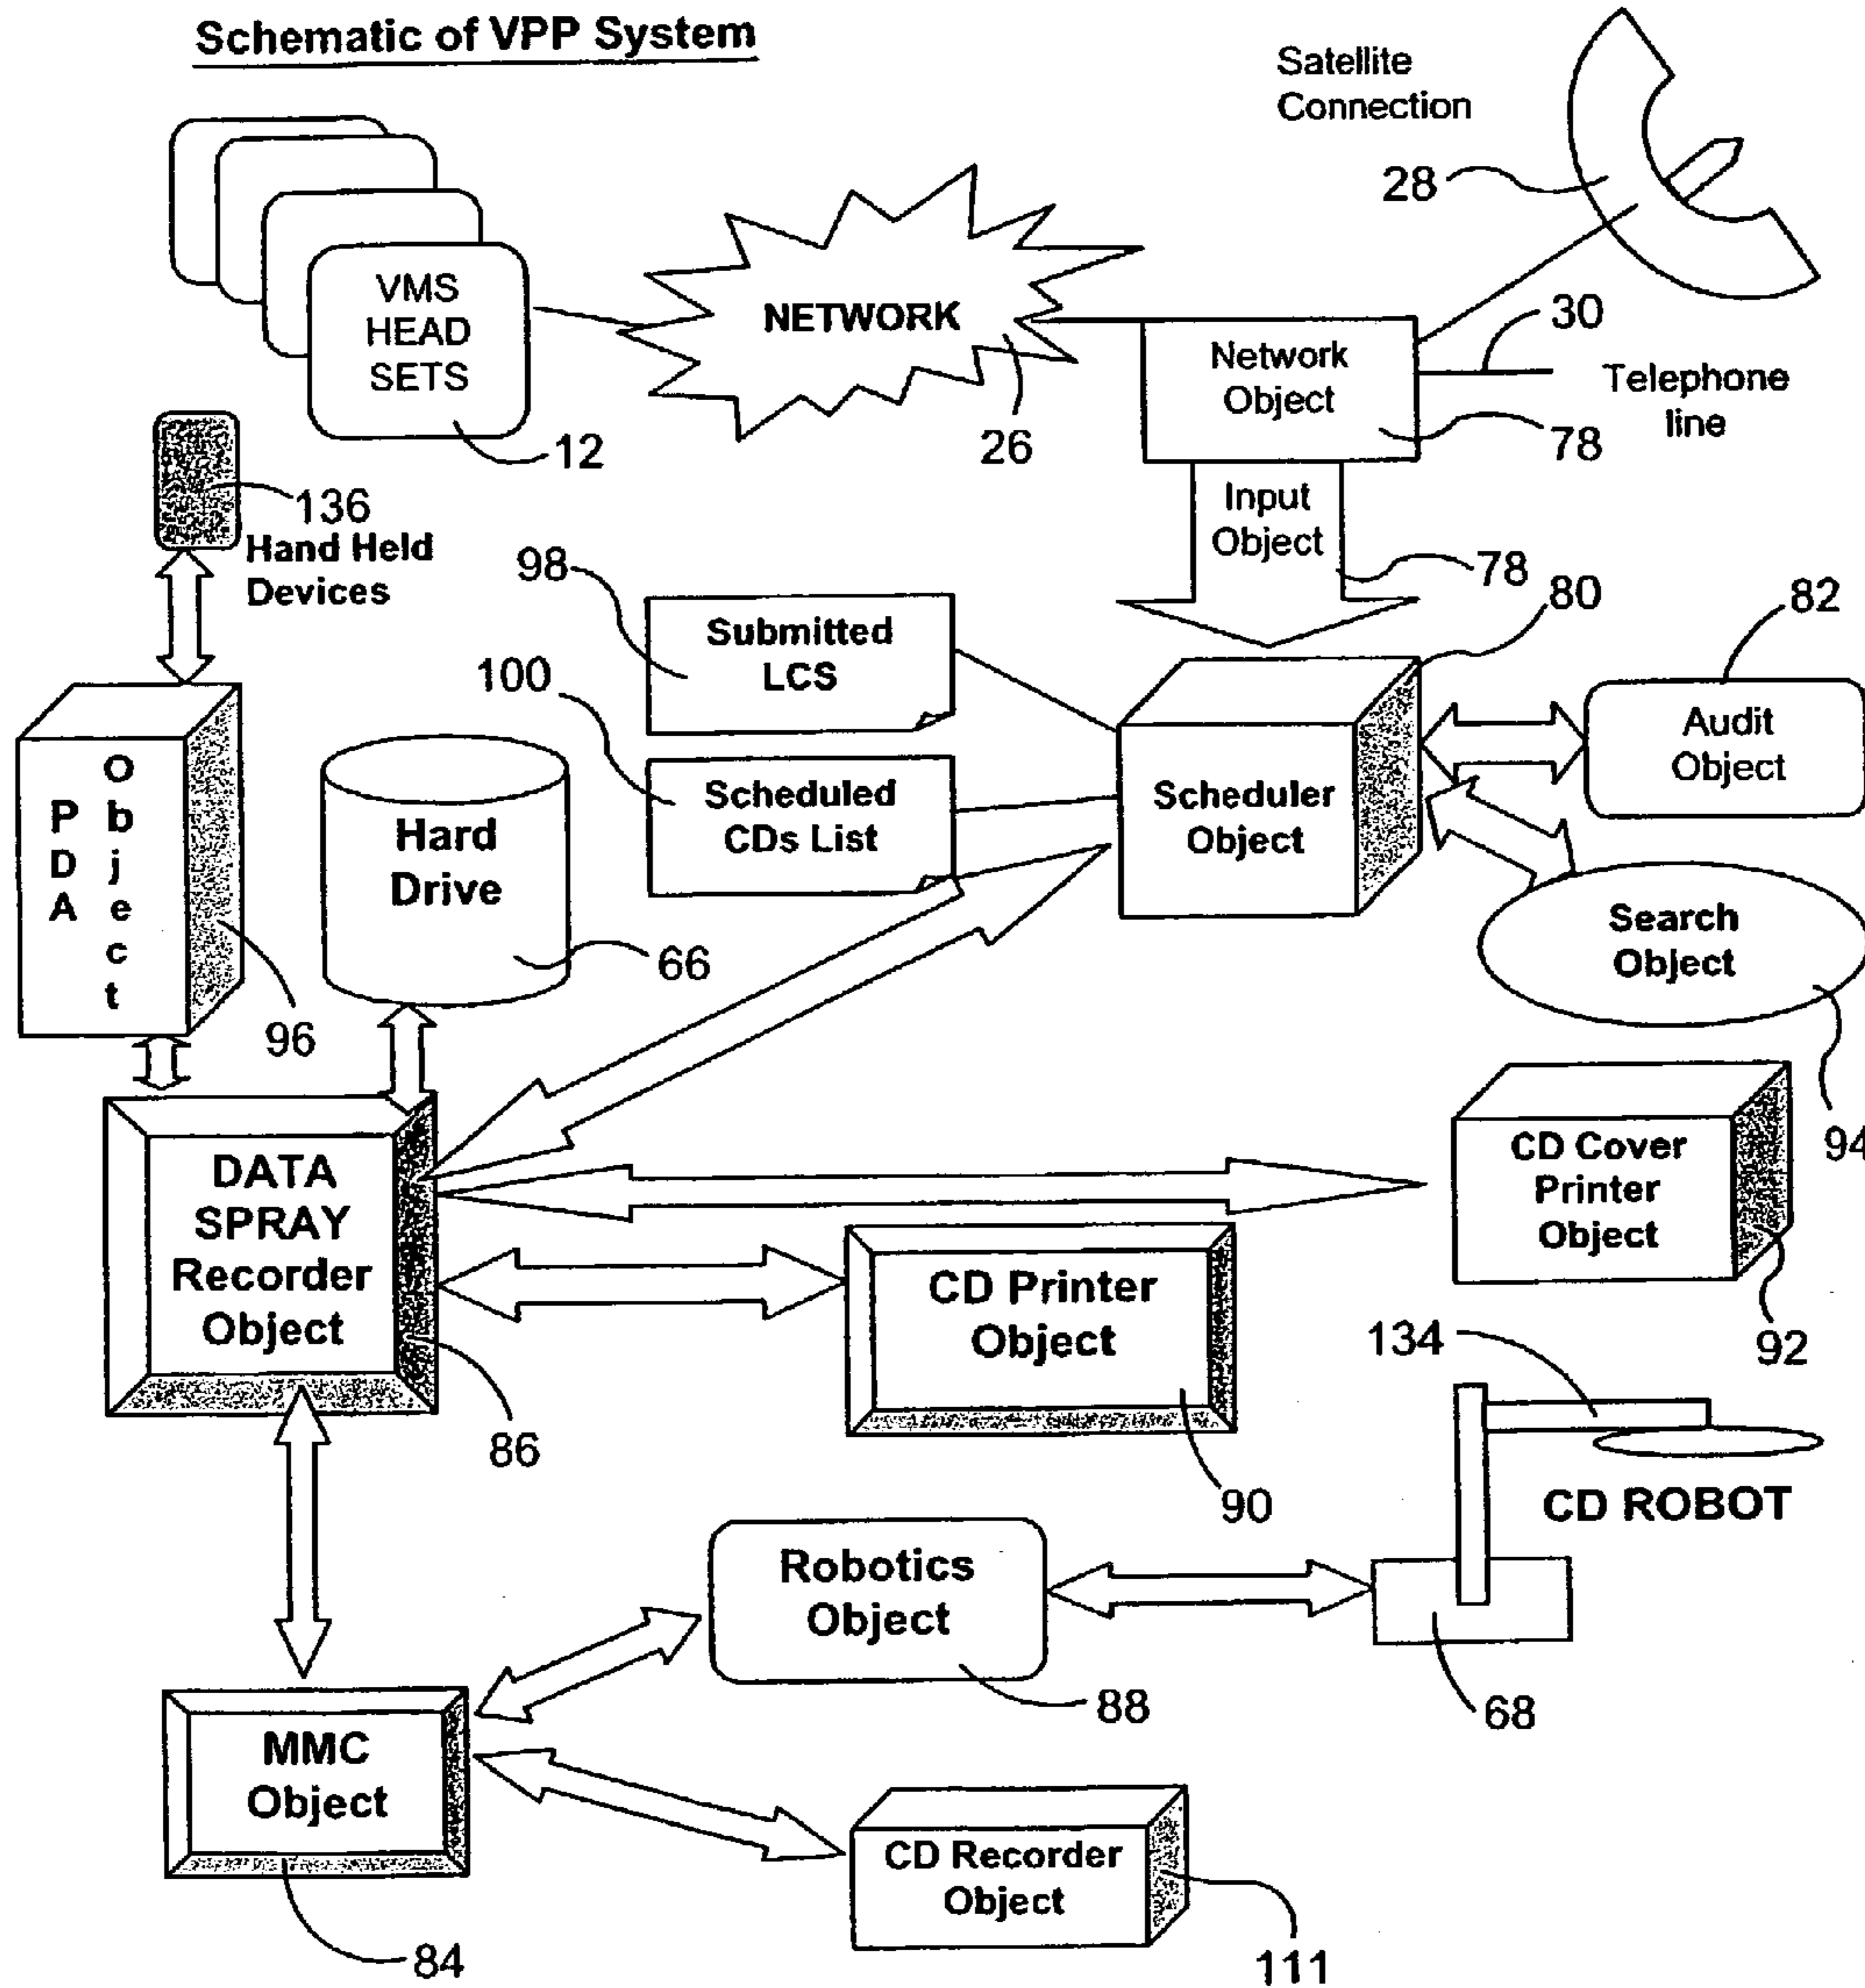 Schematic of VPP System
Satellite
Connection
28
VMS
HEAD
SETS
12
NETWORK
26
Network
Object
78
30
Telephone
line
136
Hand Held
Devices
Input
Object
78
98
Submitted
LCS
100
Scheduled
CDs List
80
Scheduler
Object
82
Audit
Object
Search
Object
94
PDA
Object
96
Hard
Drive
66
DATA
SPRAY
Recorder
Object
86
CD Cover
Printer
Object
92
CD Printer
Object
90
134
CD ROBOT
68
Robotics
Object
88
MMC
Object
84
CD Recorder
Object
111